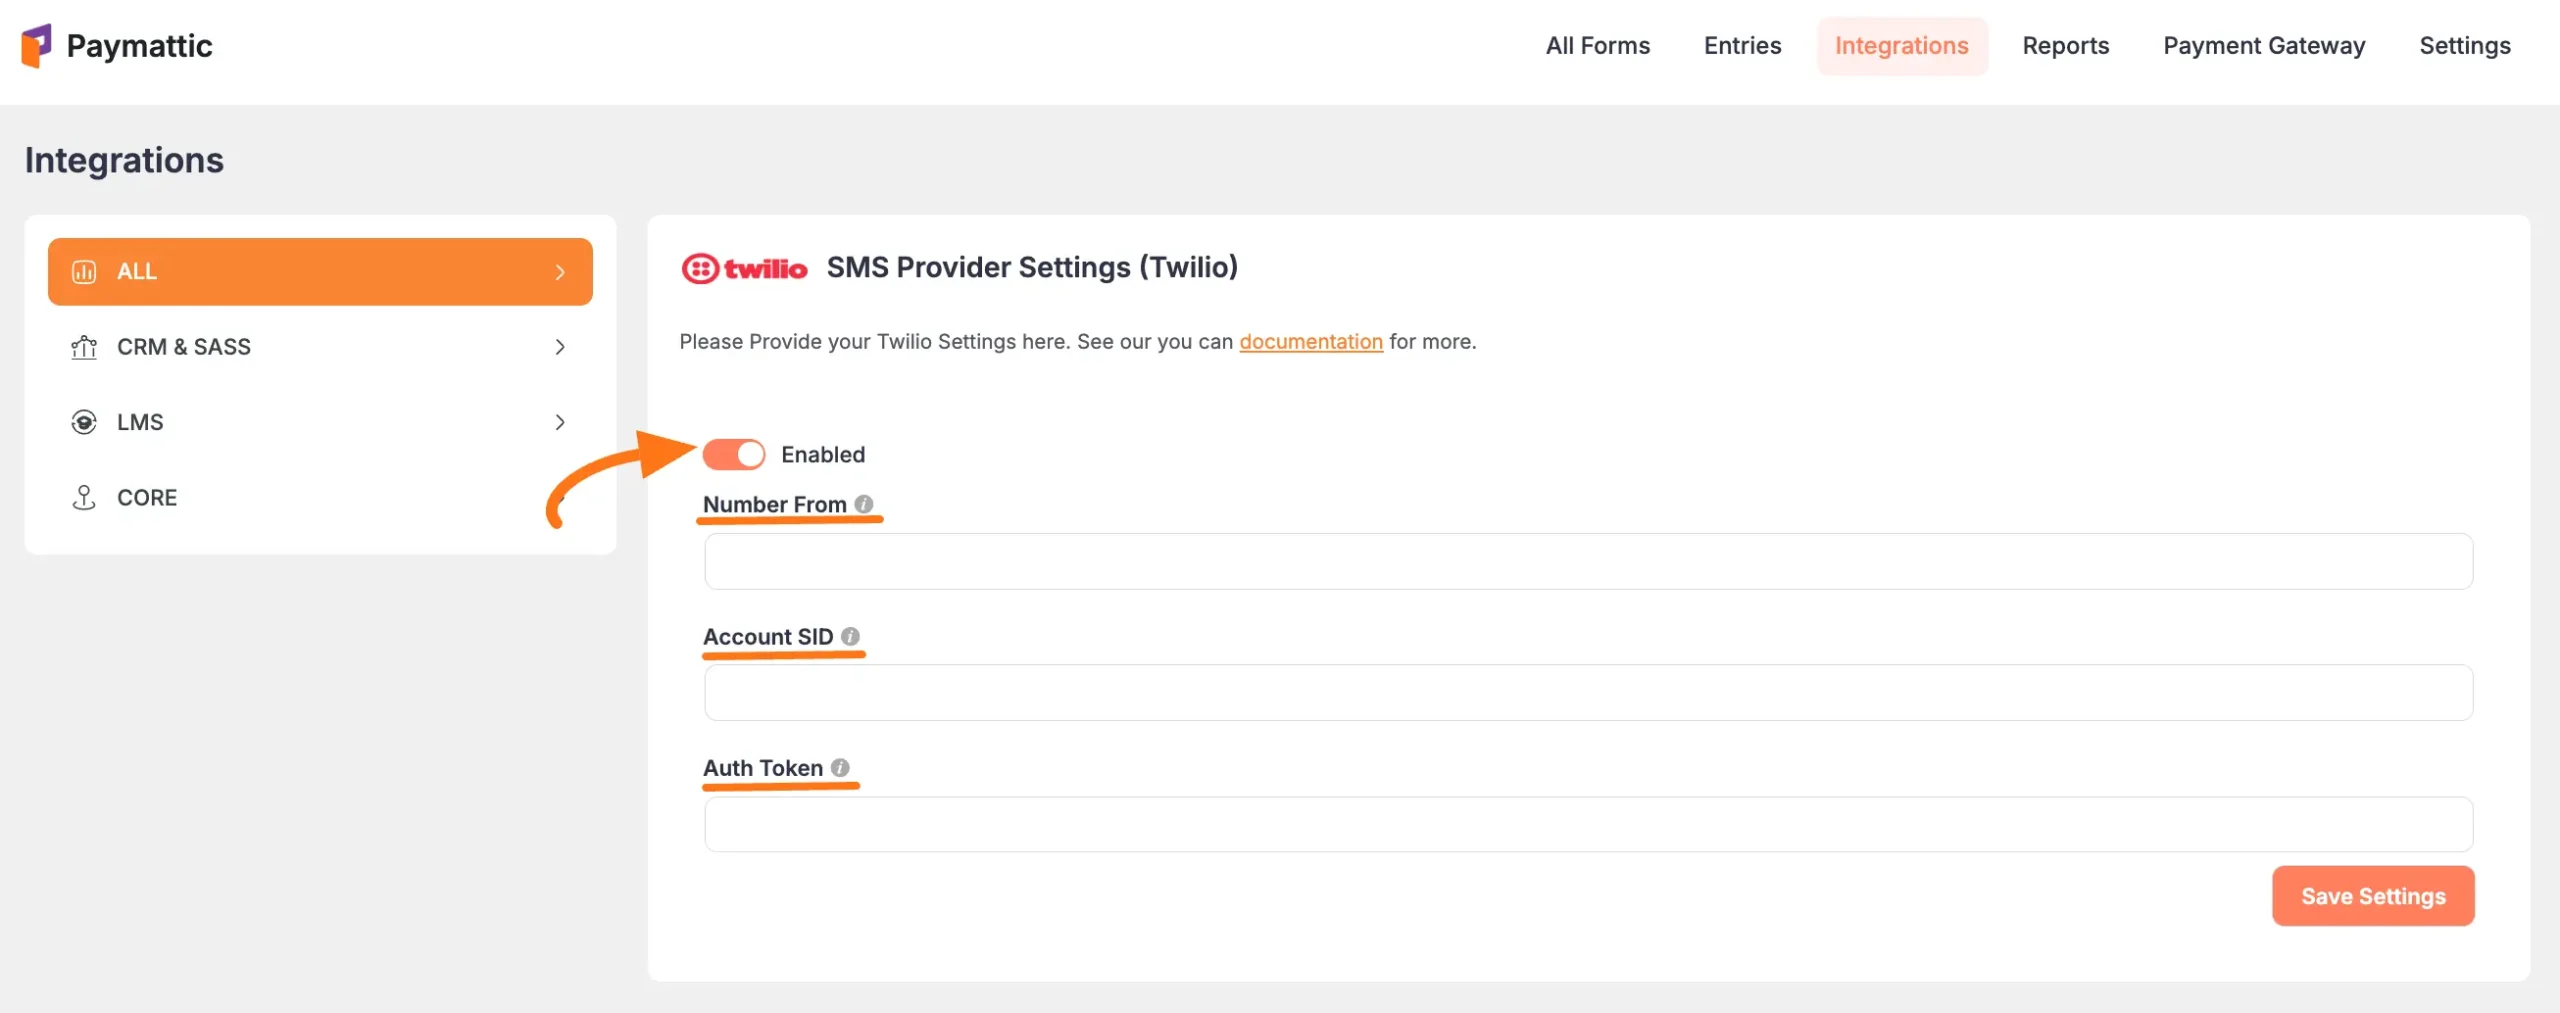 Paymattic
All Forms
Entries
Integrations
Reports
Payment Gateway
Settings
Integrations
ALL
CRM & SASS
LMS
CORE
twilio SMS Provider Settings (Twilio)
Please Provide your Twilio Settings here. See our you can documentation for more.
Enabled
Number From
Account SID
Auth Token
Save Settings